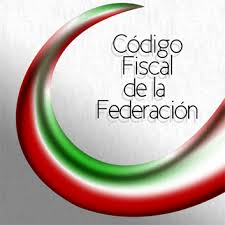 Código
Fiscal
de la
Federación